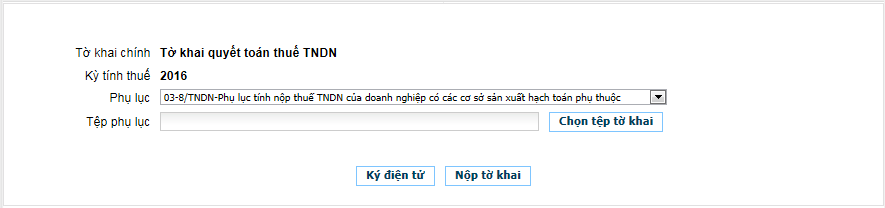 Tờ khai chính Tờ khai quyết toán thuế TNDN
Kỳ tính thuế 2016
Phụ lục 03-8/TNDN-Phụ lục tính nộp thuế TNDN của doanh nghiệp có các cơ sở sản xuất hạch toán phụ thuộc
Tệp phụ lục Chọn tệp tờ khai
Ký điện tử Nộp tờ khai